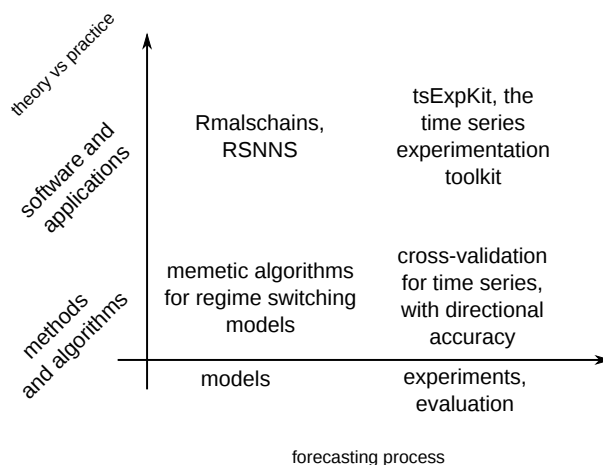 theory vs practice
software and
applications
Rmalschains,
RSNNS
tsExpKit, the
time series
experimentation
toolkit
methods
and algorithms
memetic algorithms
for regime switching
models
cross-validation
for time series,
with directional
accuracy
models
experiments,
evaluation
forecasting process